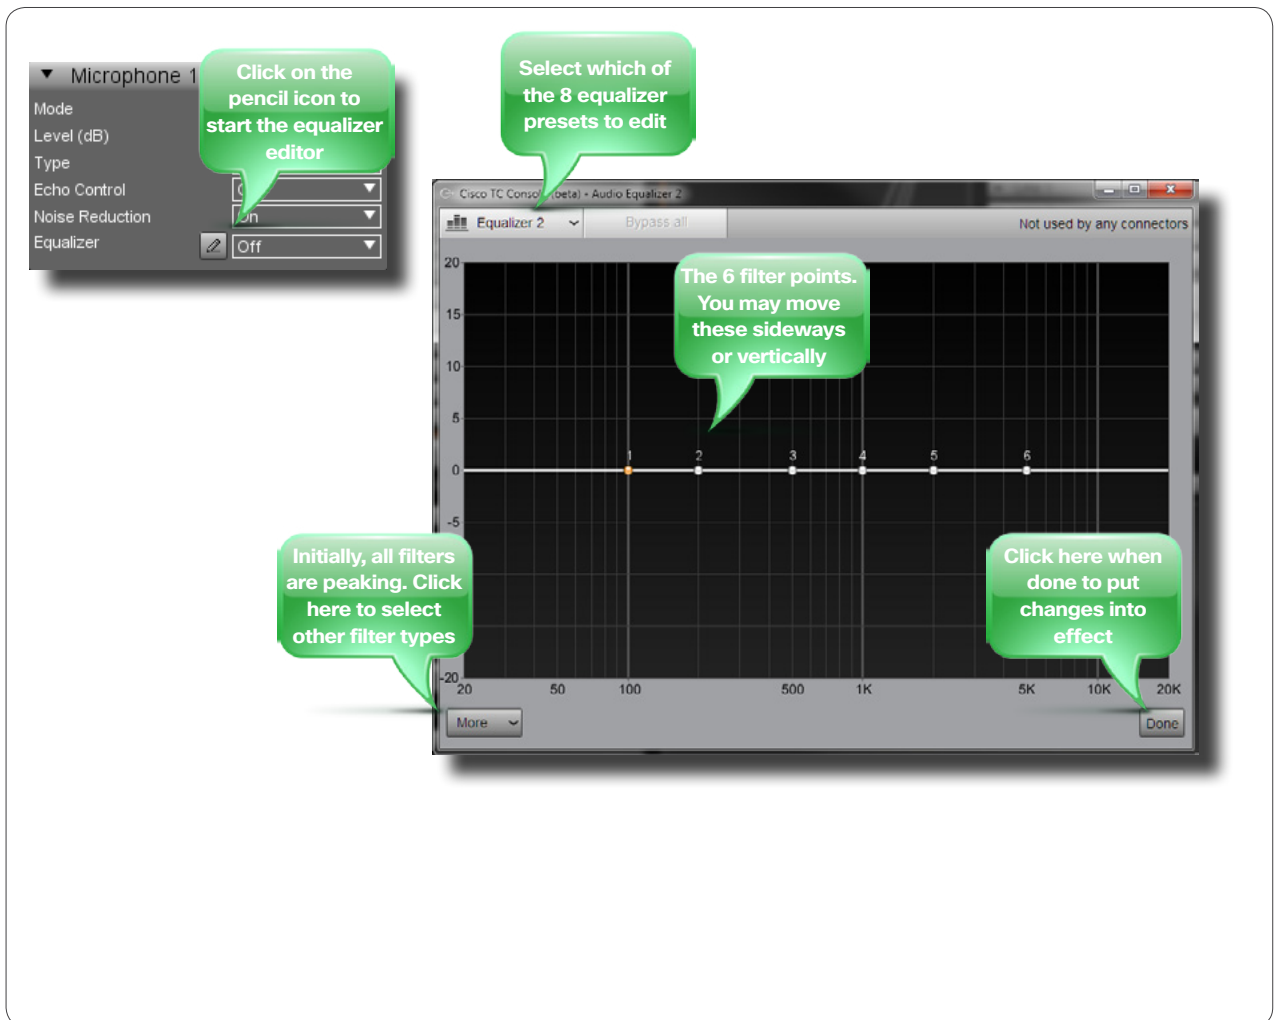 Microphone 1
Mode
Level (dB)
Type
Echo Control
Noise Reduction
On
Equalizer
Off
Click on the
pencil icon to
start the equalizer
editor
Select which of
the 8 equalizer
presets to edit
Cisco TC Console (beta) - Audio Equalizer 2
Equalizer 2
Bypass all
Not used by any connectors
The 6 filter points.
You may move
these sideways
or vertically
20
15
10
5
0
-5
-20
1 2 3 4 5 6
Initially, all filters
are peaking. Click
here to select
other filter types
Click here when
done to put
changes into
effect
20 50 100 500 1K 5K 10K 20K
More
Done